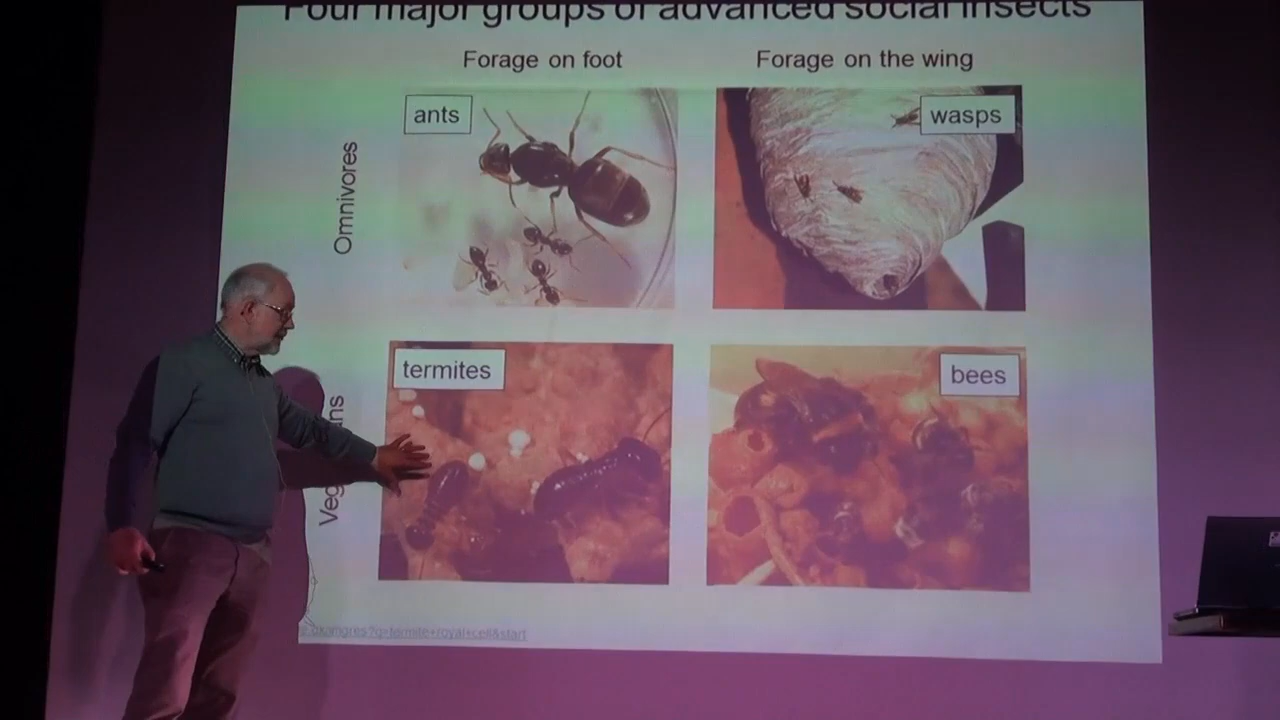 Four major groups of advanced social insects
Forage on foot
Forage on the wing
Omnivores
ants
wasps
termites
bees